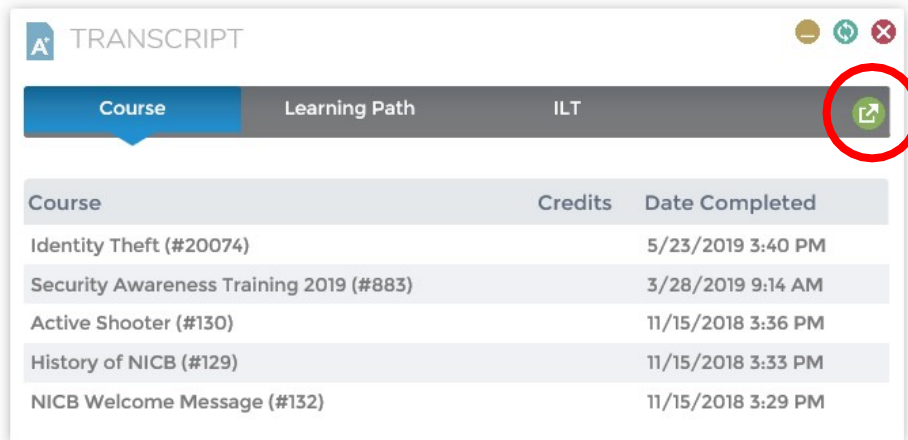 A+ TRANSCRIPT
Course Learning Path ILT
Course Credits Date Completed
Identity Theft (#20074) 5/23/2019 3:40 PM
Security Awareness Training 2019 (#883) 3/28/2019 9:14 AM
Active Shooter (#130) 11/15/2018 3:36 PM
History of NICB (#129) 11/15/2018 3:33 PM
NICB Welcome Message (#132) 11/15/2018 3:29 PM